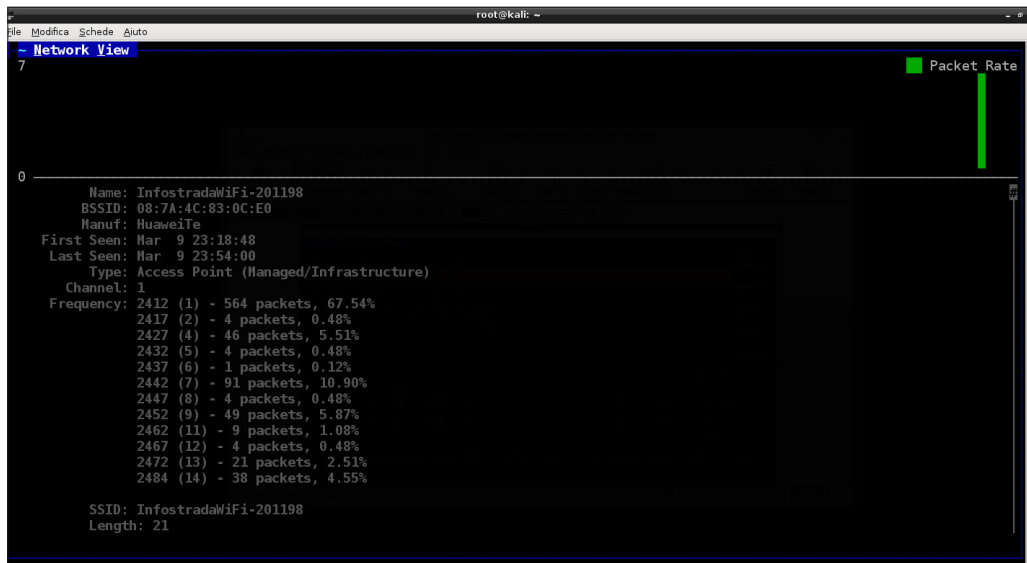 root@kali: ~
File Modifica Schede Aiuto
~ Network View
7
Packet Rate
0
Name: InfostradaWiFi-201198
BSSID: 08:7A:4C:83:0C:E0
Manuf: HuaweiTe
First Seen: Mar 9 23:18:48
Last Seen: Mar 9 23:54:00
Type: Access Point (Managed/Infrastructure)
Channel: 1
Frequency: 2412 (1) - 564 packets, 67.54%
2417 (2) - 4 packets, 0.48%
2427 (4) - 46 packets, 5.51%
2432 (5) - 4 packets, 0.48%
2437 (6) - 1 packets, 0.12%
2442 (7) - 91 packets, 10.90%
2447 (8) - 4 packets, 0.48%
2452 (9) - 49 packets, 5.87%
2462 (11) - 9 packets, 1.08%
2467 (12) - 4 packets, 0.48%
2472 (13) - 21 packets, 2.51%
2484 (14) - 38 packets, 4.55%
SSID: InfostradaWiFi-201198
Length: 21